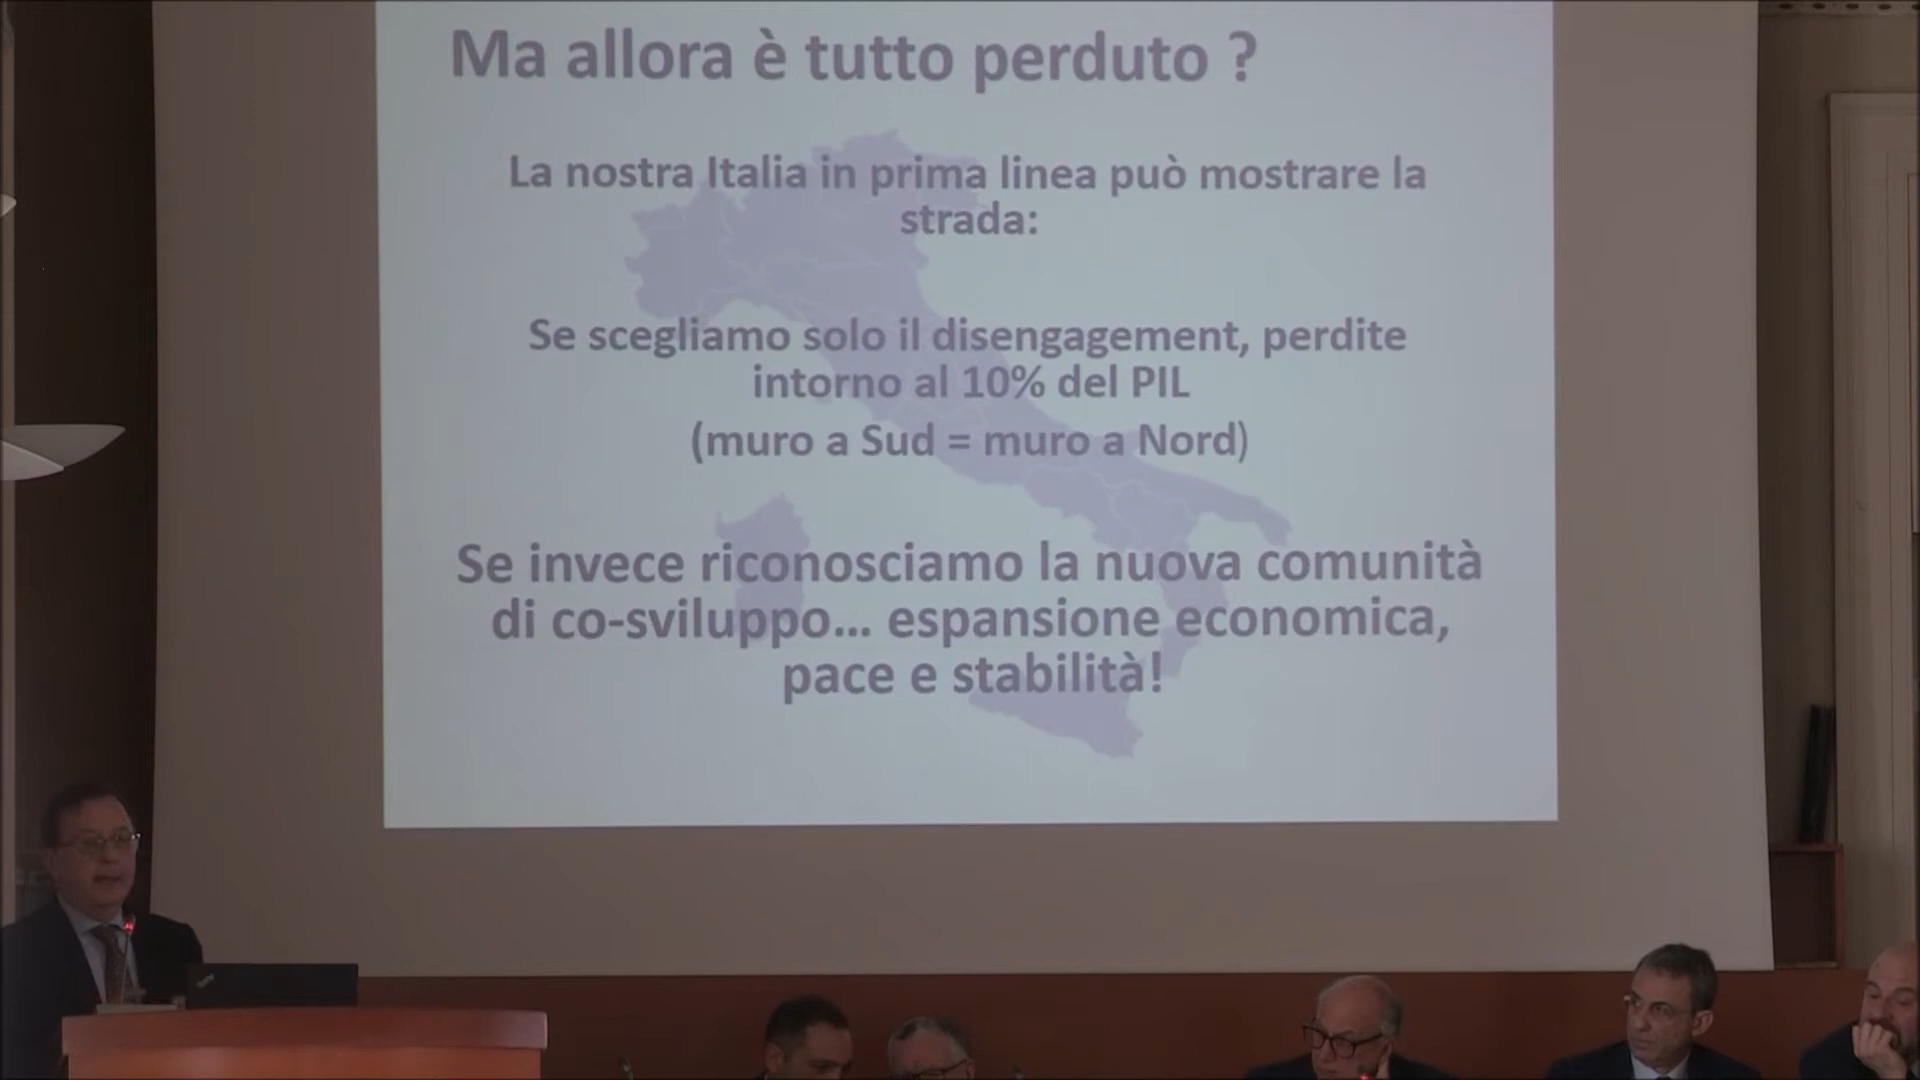 Ma allora è tutto perduto ?
La nostra Italia in prima linea può mostrare la
strada:
Se scegliamo solo il disengagement, perdite
intorno al 10% del PIL
(muro a Sud = muro a Nord)
Se invece riconosciamo la nuova comunità
di co-sviluppo... espansione economica,
pace e stabilità!